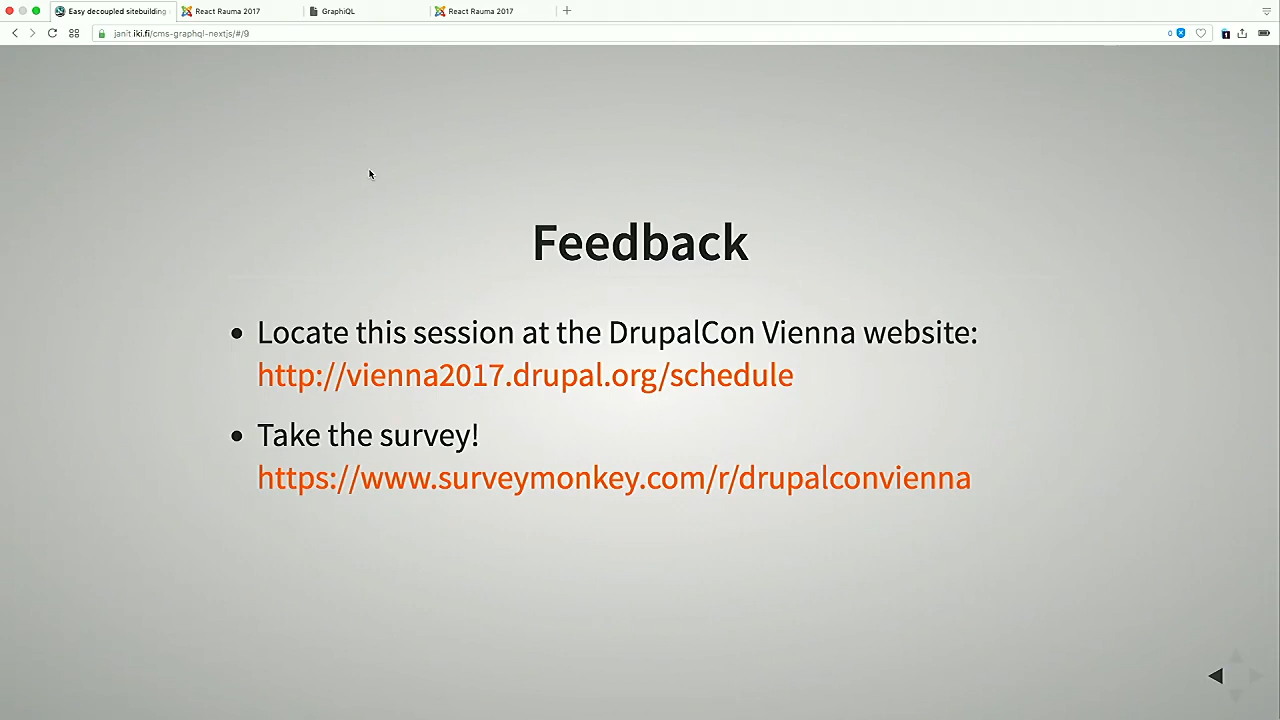 Easy decoupled sitebuilding
React Rauma 2017
GraphiQL
React Rauma 2017
janit.iki.fi/cms-graphql-nextjs/#/9
0
Feedback
Locate this session at the DrupalCon Vienna website:
http://vienna2017.drupal.org/schedule
Take the survey!
https://www.surveymonkey.com/r/drupalconvienna